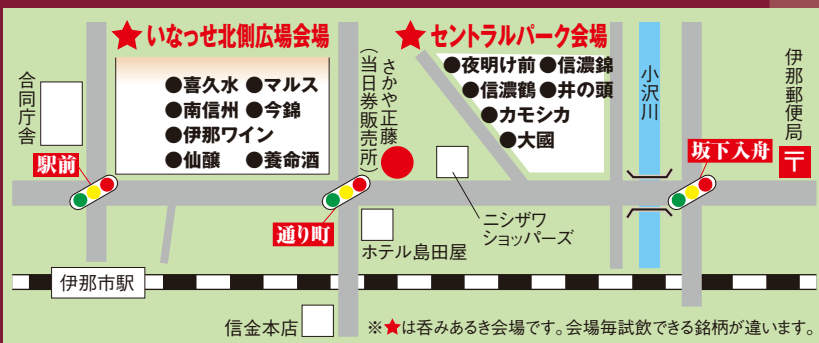 ★いなっせ北側広場会場
●喜久水 ●マルス
●南信州 ●今錦
●伊那ワイン
●仙醸 ●養命酒
★セントラルパーク会場
●夜明け前 ●信濃錦
●信濃鶴 ●井の頭
●カモシカ
●大國
合同庁舎
駅前
さかや正藤
（当日券販売所）
通り町
ホテル島田屋
ニシザワ
ショッパーズ
小沢川
坂下入舟
伊那郵便局
〒
伊那市駅
信金本店
※★は呑みあるき会場です。会場毎試飲できる銘柄が違います。